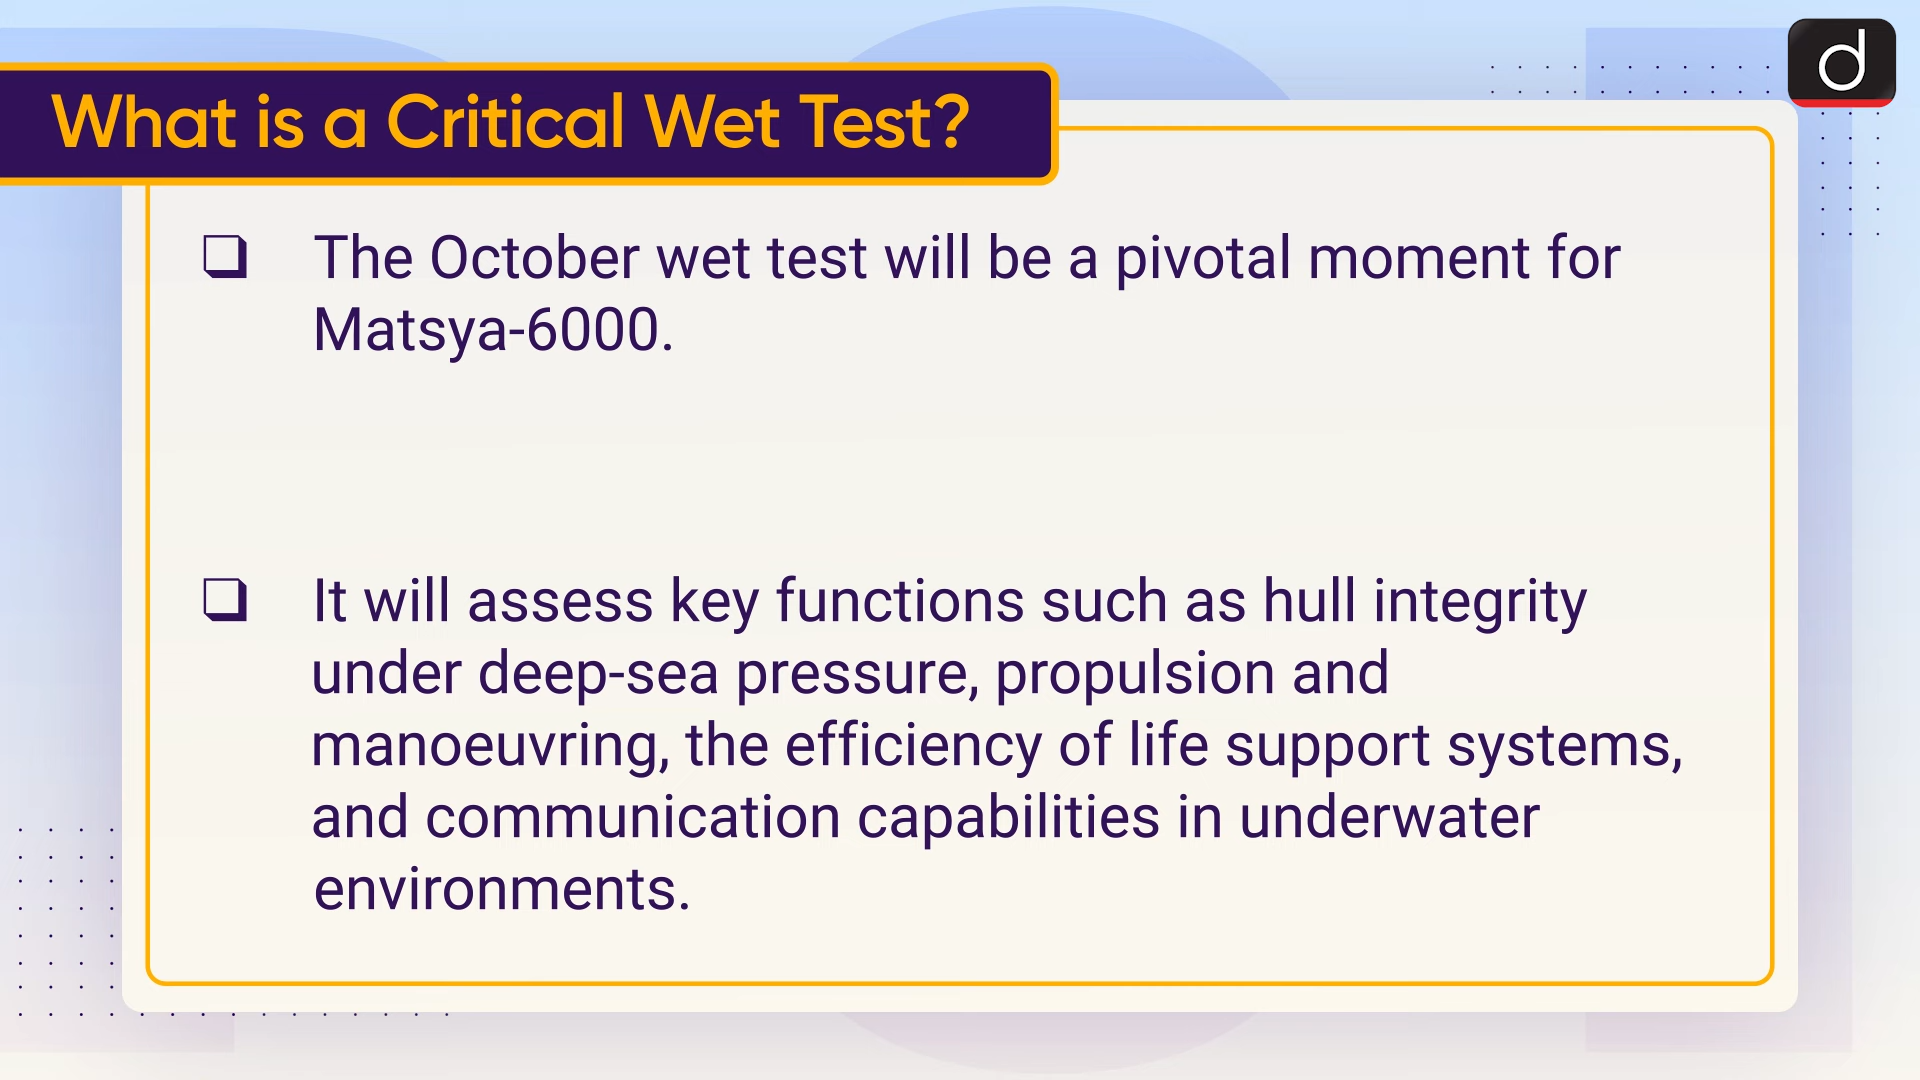 What is a Critical Wet Test?
d
❑ The October wet test will be a pivotal moment for
Matsya-6000.
❑ It will assess key functions such as hull integrity
under deep-sea pressure, propulsion and
manoeuvring, the efficiency of life support systems,
and communication capabilities in underwater
environments.